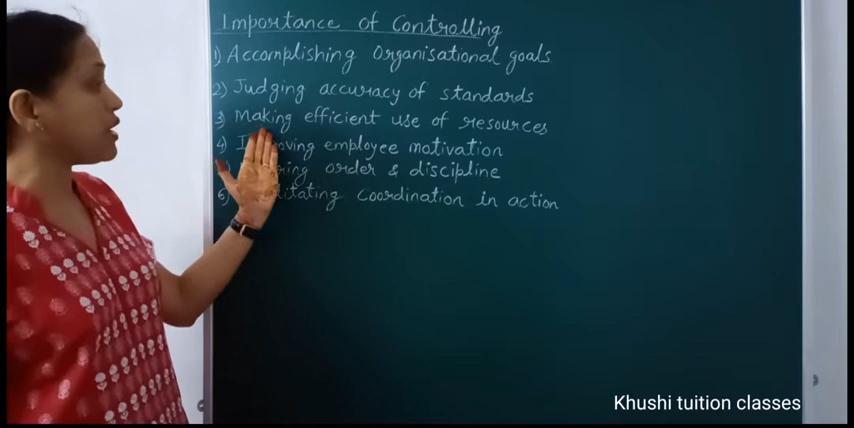 Importance of Controlling
1) Accomplishing Organisational goals
2) Judging accuracy of standards
3) Making efficient use of resources
4) employee motivation
order & discipline
6) coordination in action
Khushi tuition classes